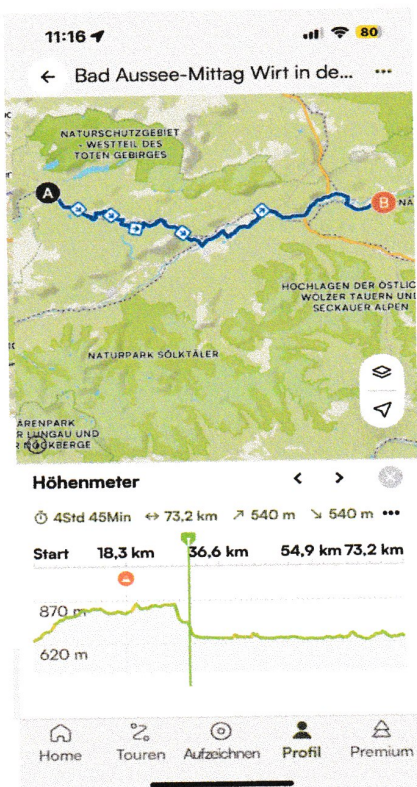 11:16
80
Bad Aussee-Mittag Wirt in de...
NATURSCHUTZGEBIET
- WESTTEIL DES
TOTEN GEBIRGES
A
B
NA
HOCHLAGEN DER ÖSTLIC
WÖLZER TAUERN UND
SECKAUER ALPEN
NATURPARK SÖLKTÄLER
ÄRENPARK
R LUNGAU UND
Höhenmeter
4Std 45Min
73,2 km
540 m
540 m
Start 18,3 km 36,6 km 54,9 km 73,2 km
870 m
620 m
Home Touren Aufzeichnen Profil Premium